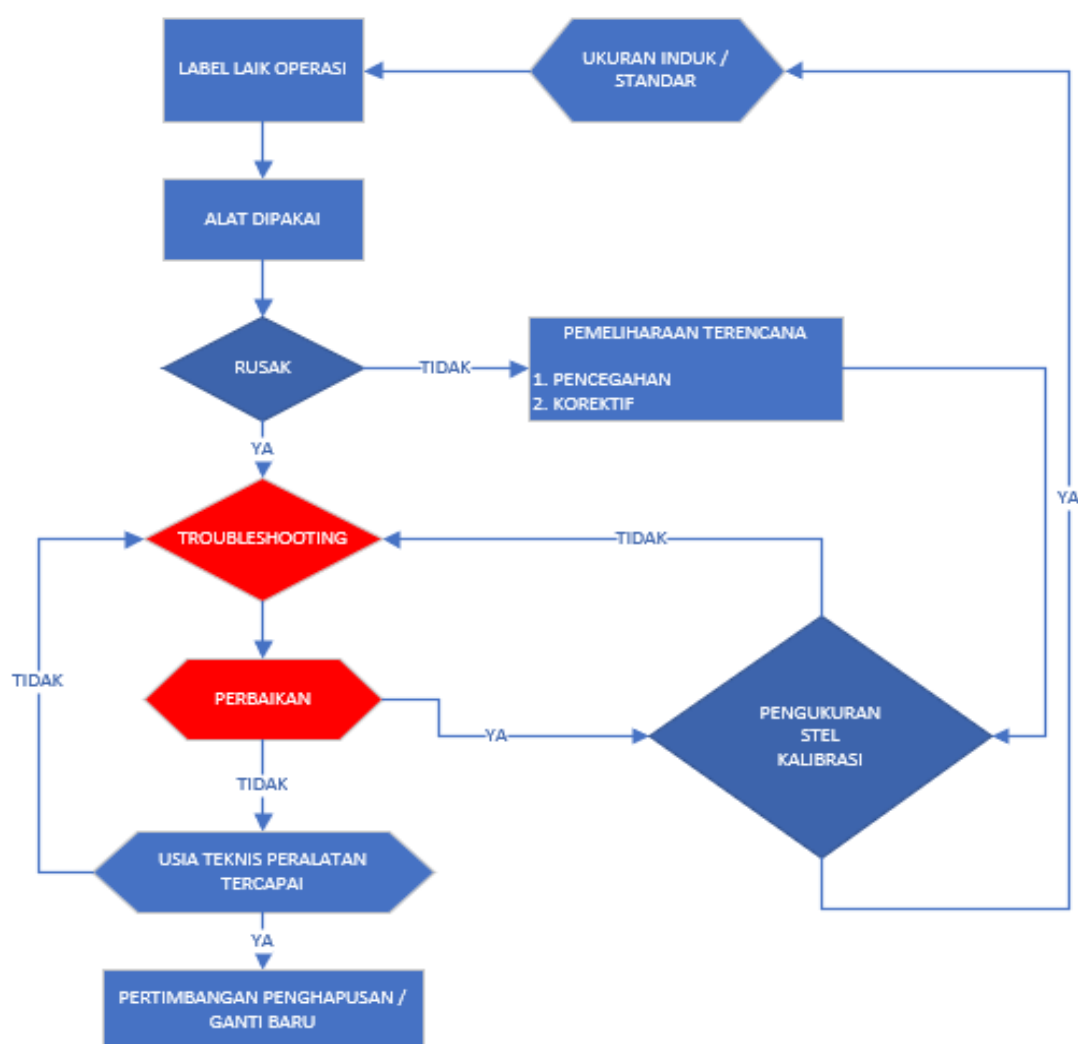 LABEL LAIK OPERASI
UKURAN INDUK /
STANDAR
ALAT DIPAKAI
RUSAK
TIDAK
PEMELIHARAAN TERENCANA
1. PENCEGAHAN
2. KOREKTIF
YA
YA
TROUBLESHOOTING
TIDAK
TIDAK
PERBAIKAN
YA
PENGUKURAN
STEL
KALIBRASI
TIDAK
USIA TEKNIS PERALATAN
TERCAPAI
YA
PERTIMBANGAN PENGHAPUSAN /
GANTI BARU